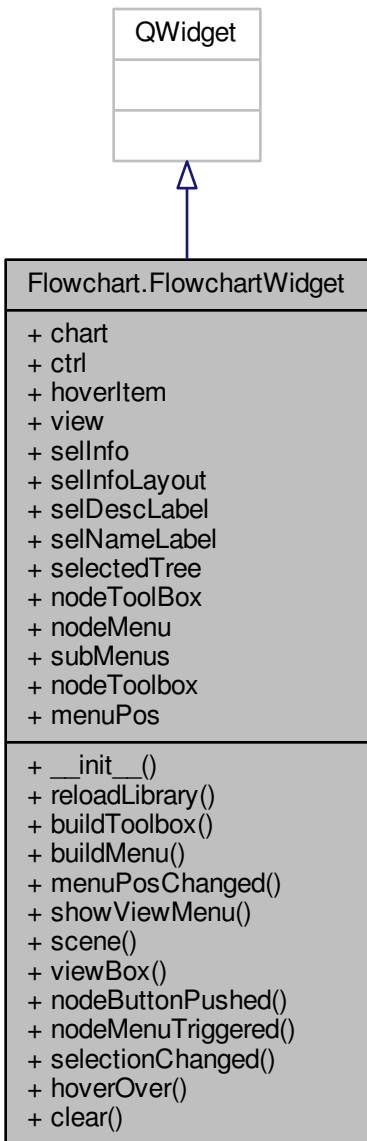 QWidget
Flowchart.FlowchartWidget
+ chart
+ ctrl
+ hoverItem
+ view
+ selInfo
+ selInfoLayout
+ selDescLabel
+ selNameLabel
+ selectedTree
+ nodeToolBox
+ nodeMenu
+ subMenus
+ nodeToolbox
+ menuPos
+ __init__()
+ reloadLibrary()
+ buildToolbox()
+ buildMenu()
+ menuPosChanged()
+ showViewMenu()
+ scene()
+ viewBox()
+ nodeButtonPushed()
+ nodeMenuTriggered()
+ selectionChanged()
+ hoverOver()
+ clear()